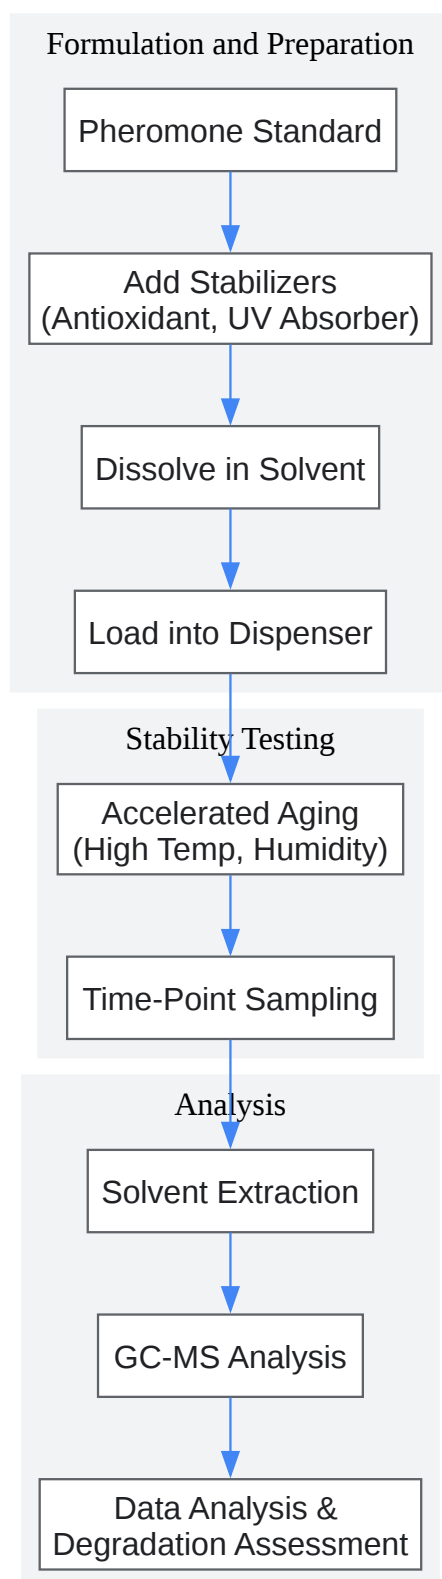 Formulation and Preparation
Pheromone Standard
Add Stabilizers
(Antioxidant, UV Absorber)
Dissolve in Solvent
Load into Dispenser
Stability Testing
Accelerated Aging
(High Temp, Humidity)
Time-Point Sampling
Analysis
Solvent Extraction
GC-MS Analysis
Data Analysis &
Degradation Assessment